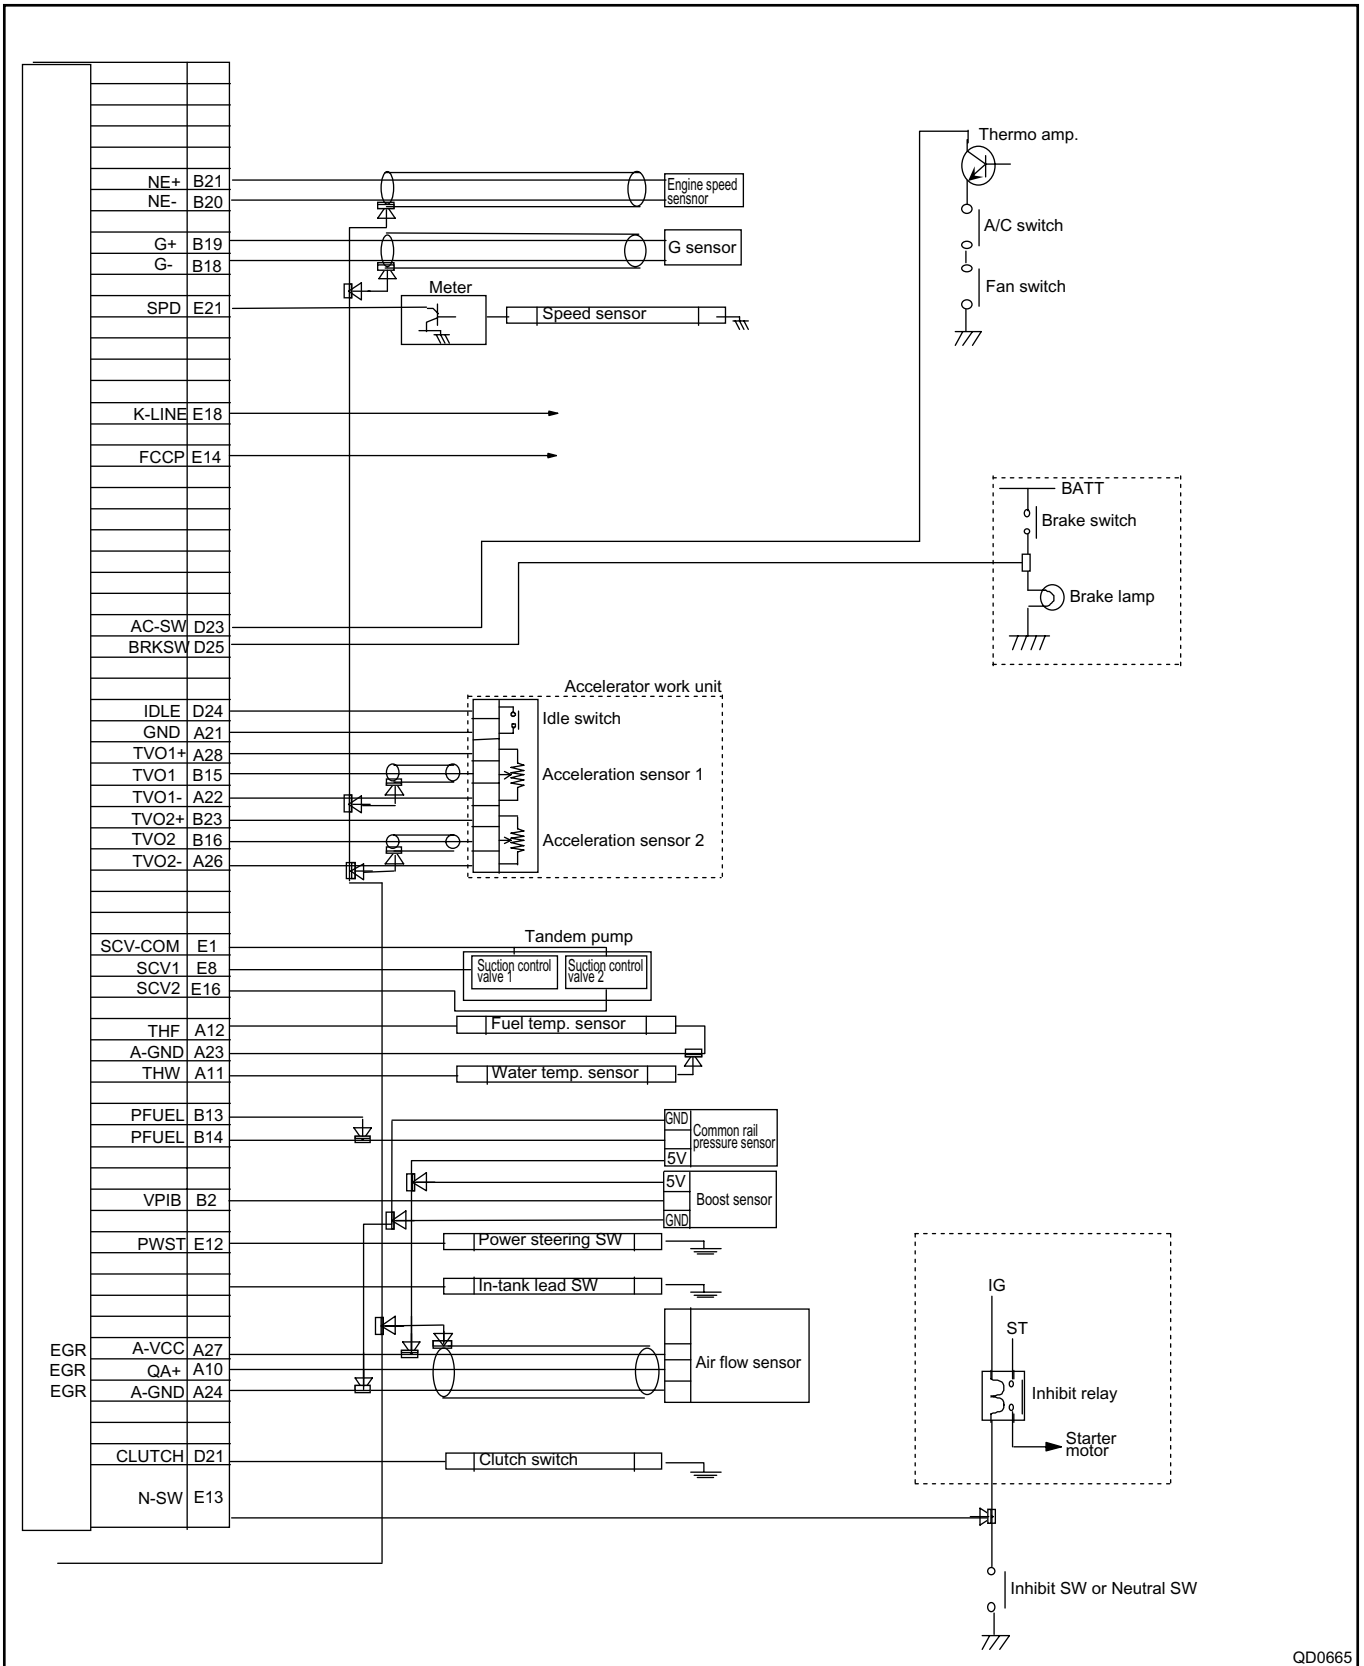 Thermo amp.
NE+ B21
Engine speed
sensnor
NE- B20
A/C switch
G+ B19
G sensor
G- B18
Meter
Fan switch
SPD E21
Speed sensor
K-LINE E18
FCCP E14
BATT
Brake switch
Brake lamp
AC-SW D23
BRKSW D25
Accelerator work unit
IDLE D24
Idle switch
GND A21
TVO1+ A28
TVO1 B15
Acceleration sensor 1
TVO1- A22
TVO2+ B23
TVO2 B16
Acceleration sensor 2
TVO2- A26
Tandem pump
SCV-COM E1
SCV1 E8
Suction control
valve 1
Suction control
valve 2
SCV2 E16
THF A12
Fuel temp. sensor
A-GND A23
THW A11
Water temp. sensor
PFUEL B13
GND
Common rail
pressure sensor
PFUEL B14
5V
5V
VPIB B2
Boost sensor
GND
PWST E12
Power steering SW
In-tank lead SW
IG
ST
EGR A-VCC A27
EGR QA+ A10
Air flow sensor
EGR A-GND A24
Inhibit relay
Starter
motor
CLUTCH D21
Clutch switch
N-SW E13
Inhibit SW or Neutral SW
QD0665